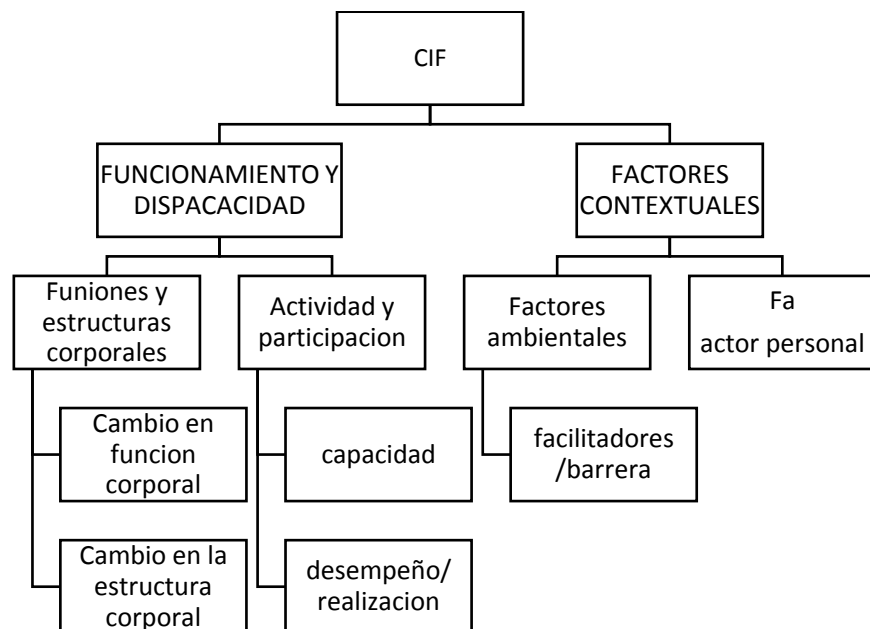 CIF
FUNCIONAMIENTO Y
DISPACACIDAD
FACTORES
CONTEXTUALES
Funiones y
estructuras
corporales
Actividad y
participacion
Factores
ambientales
Fa
actor personal
Cambio en
funcion
corporal
capacidad
facilitadores
/barrera
Cambio en la
estructura
corporal
desempeño/
realizacion